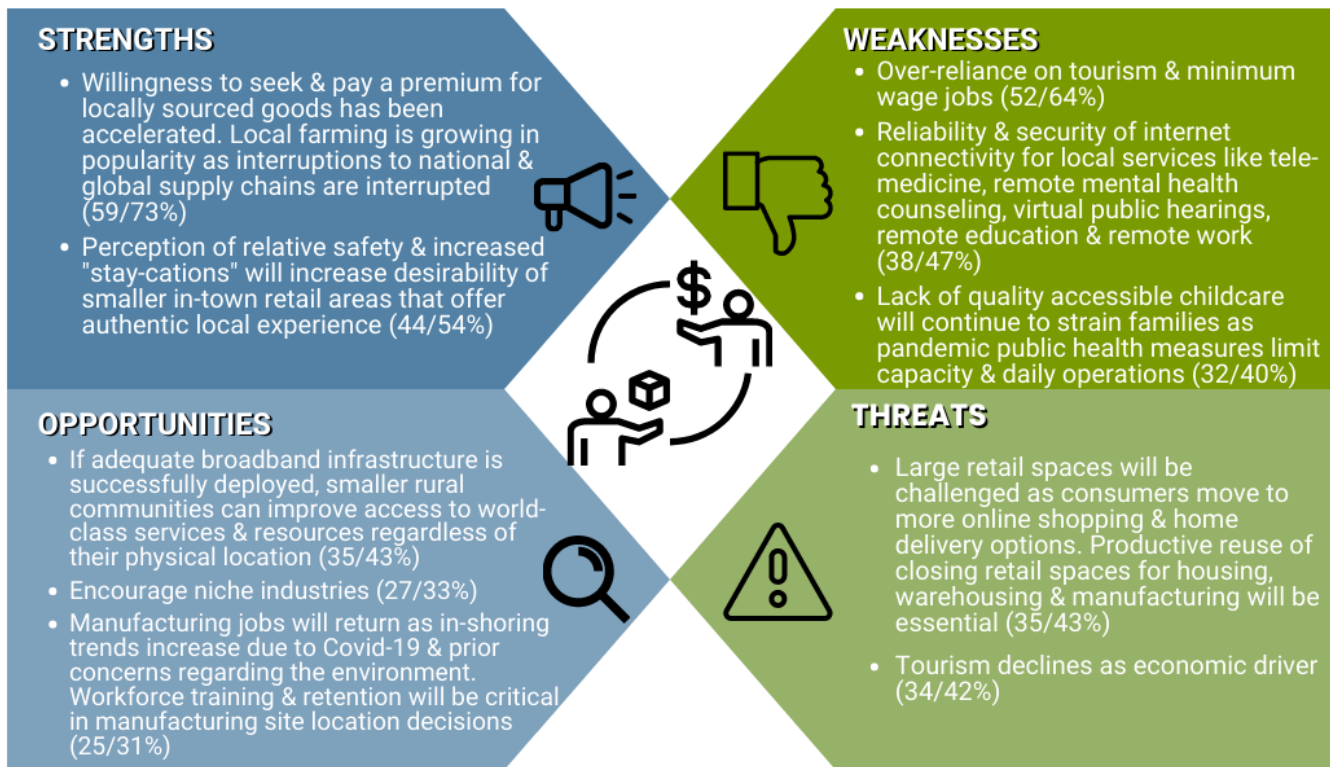 STRENGTHS
• Willingness to seek & pay a premium for
locally sourced goods has been
accelerated. Local farming is growing in
popularity as interruptions to national &
global supply chains are interrupted
(59/73%)
• Perception of relative safety & increased
"stay-cations" will increase desirability of
smaller in-town retail areas that offer
authentic local experience (44/54%)
WEAKNESSES
• Over-reliance on tourism & minimum
wage jobs (52/64%)
• Reliability & security of internet
connectivity for local services like tele-
medicine, remote mental health
counseling, virtual public hearings,
remote education & remote work
(38/47%)
• Lack of quality accessible childcare
will continue to strain families as
pandemic public health measures limit
capacity & daily operations (32/40%)
$
OPPORTUNITIES
• If adequate broadband infrastructure is
successfully deployed, smaller rural
communities can improve access to world-
class services & resources regardless of
their physical location (35/43%)
• Encourage niche industries (27/33%)
• Manufacturing jobs will return as in-shoring
trends increase due to Covid-19 & prior
concerns regarding the environment.
Workforce training & retention will be critical
in manufacturing site location decisions
(25/31%)
THREATS
• Large retail spaces will be
challenged as consumers move to
more online shopping & home
delivery options. Productive reuse of
closing retail spaces for housing,
warehousing & manufacturing will be
essential (35/43%)
• Tourism declines as economic driver
(34/42%)